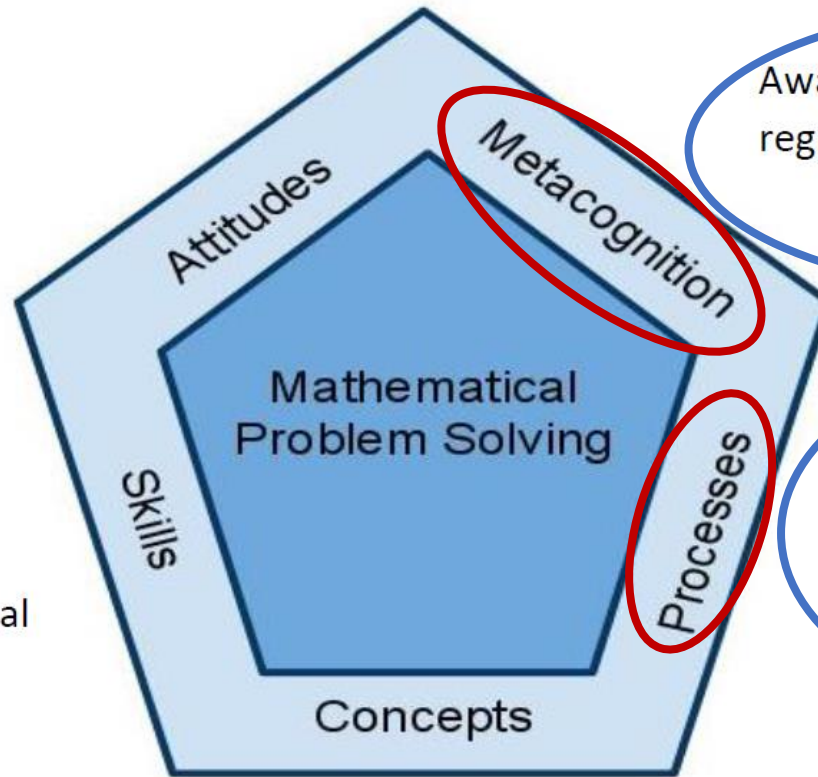 Attitudes
Metacognition
Mathematical
Problem Solving
Skills
Processes
Concepts